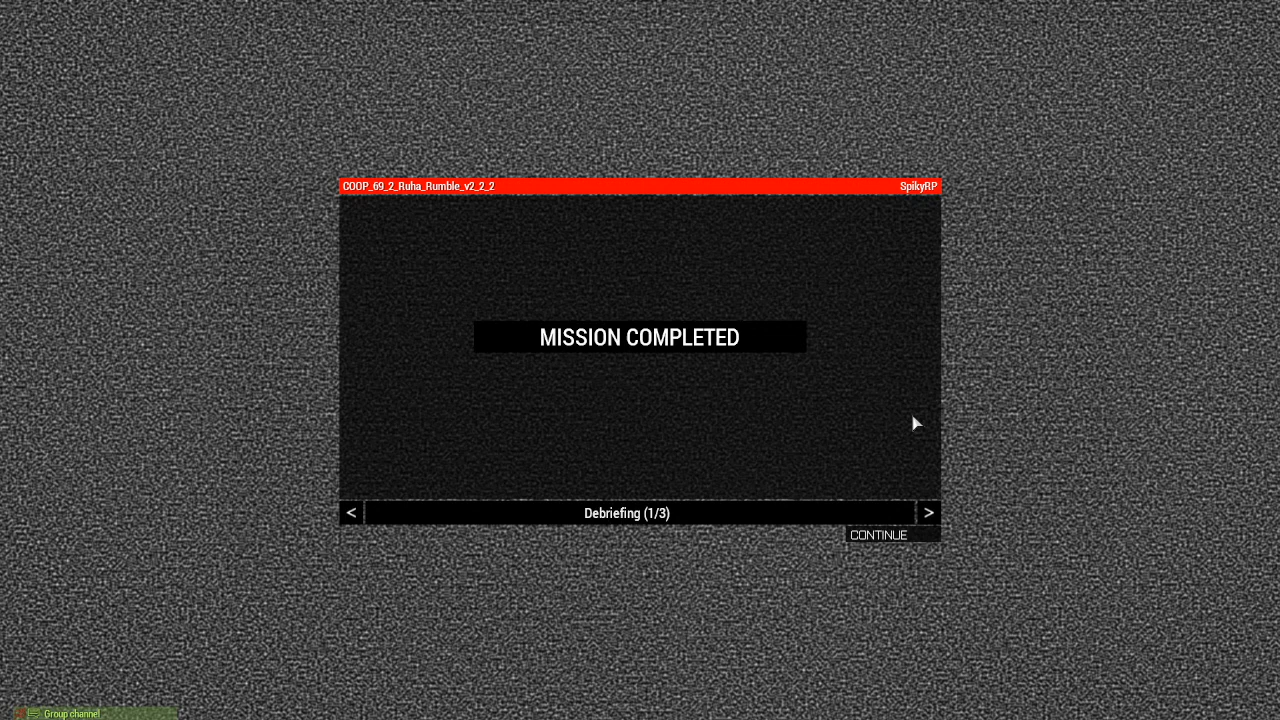 COOP_69_2_Ruha_Rumble_v2_2_2 SpikyRP
MISSION COMPLETED
< Debriefing (1/3) >
CONTINUE
Group channel